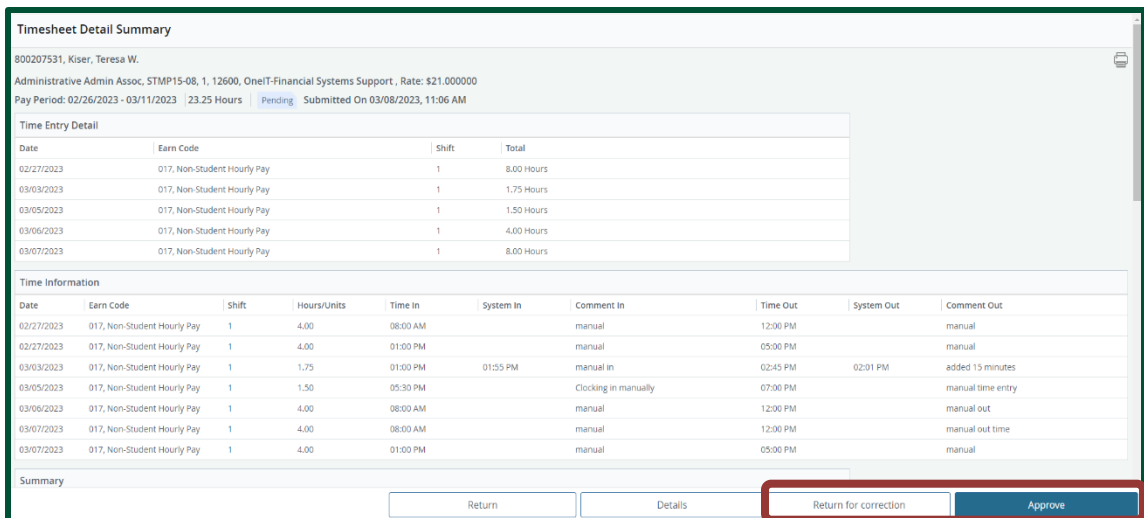 Timesheet Detail Summary
800207531, Kiser, Teresa W.
Administrative Admin Assoc, STMP15-08, 1, 12600, OneIT-Financial Systems Support , Rate: $21.000000
Pay Period: 02/26/2023 - 03/11/2023 23.25 Hours Pending Submitted On 03/08/2023, 11:06 AM
Time Entry Detail
Date Earn Code Shift Total
02/27/2023 017, Non-Student Hourly Pay 1 8.00 Hours
03/03/2023 017, Non-Student Hourly Pay 1 1.75 Hours
03/05/2023 017, Non-Student Hourly Pay 1 1.50 Hours
03/06/2023 017, Non-Student Hourly Pay 1 4.00 Hours
03/07/2023 017, Non-Student Hourly Pay 1 8.00 Hours
Time Information
Date Earn Code Shift Hours/Units Time In System In Comment In Time Out System Out Comment Out
02/27/2023 017, Non-Student Hourly Pay 1 4.00 08:00 AM manual 12:00 PM manual
02/27/2023 017, Non-Student Hourly Pay 1 4.00 01:00 PM manual 05:00 PM manual
03/03/2023 017, Non-Student Hourly Pay 1 1.75 01:00 PM 01:55 PM manual in 02:45 PM 02:01 PM added 15 minutes
03/05/2023 017, Non-Student Hourly Pay 1 1.50 05:30 PM Clocking in manually 07:00 PM manual time entry
03/06/2023 017, Non-Student Hourly Pay 1 4.00 08:00 AM manual 12:00 PM manual out
03/07/2023 017, Non-Student Hourly Pay 1 4.00 08:00 AM manual 12:00 PM manual out time
03/07/2023 017, Non-Student Hourly Pay 1 4.00 01:00 PM manual 05:00 PM manual
Summary
Return Details Return for correction Approve